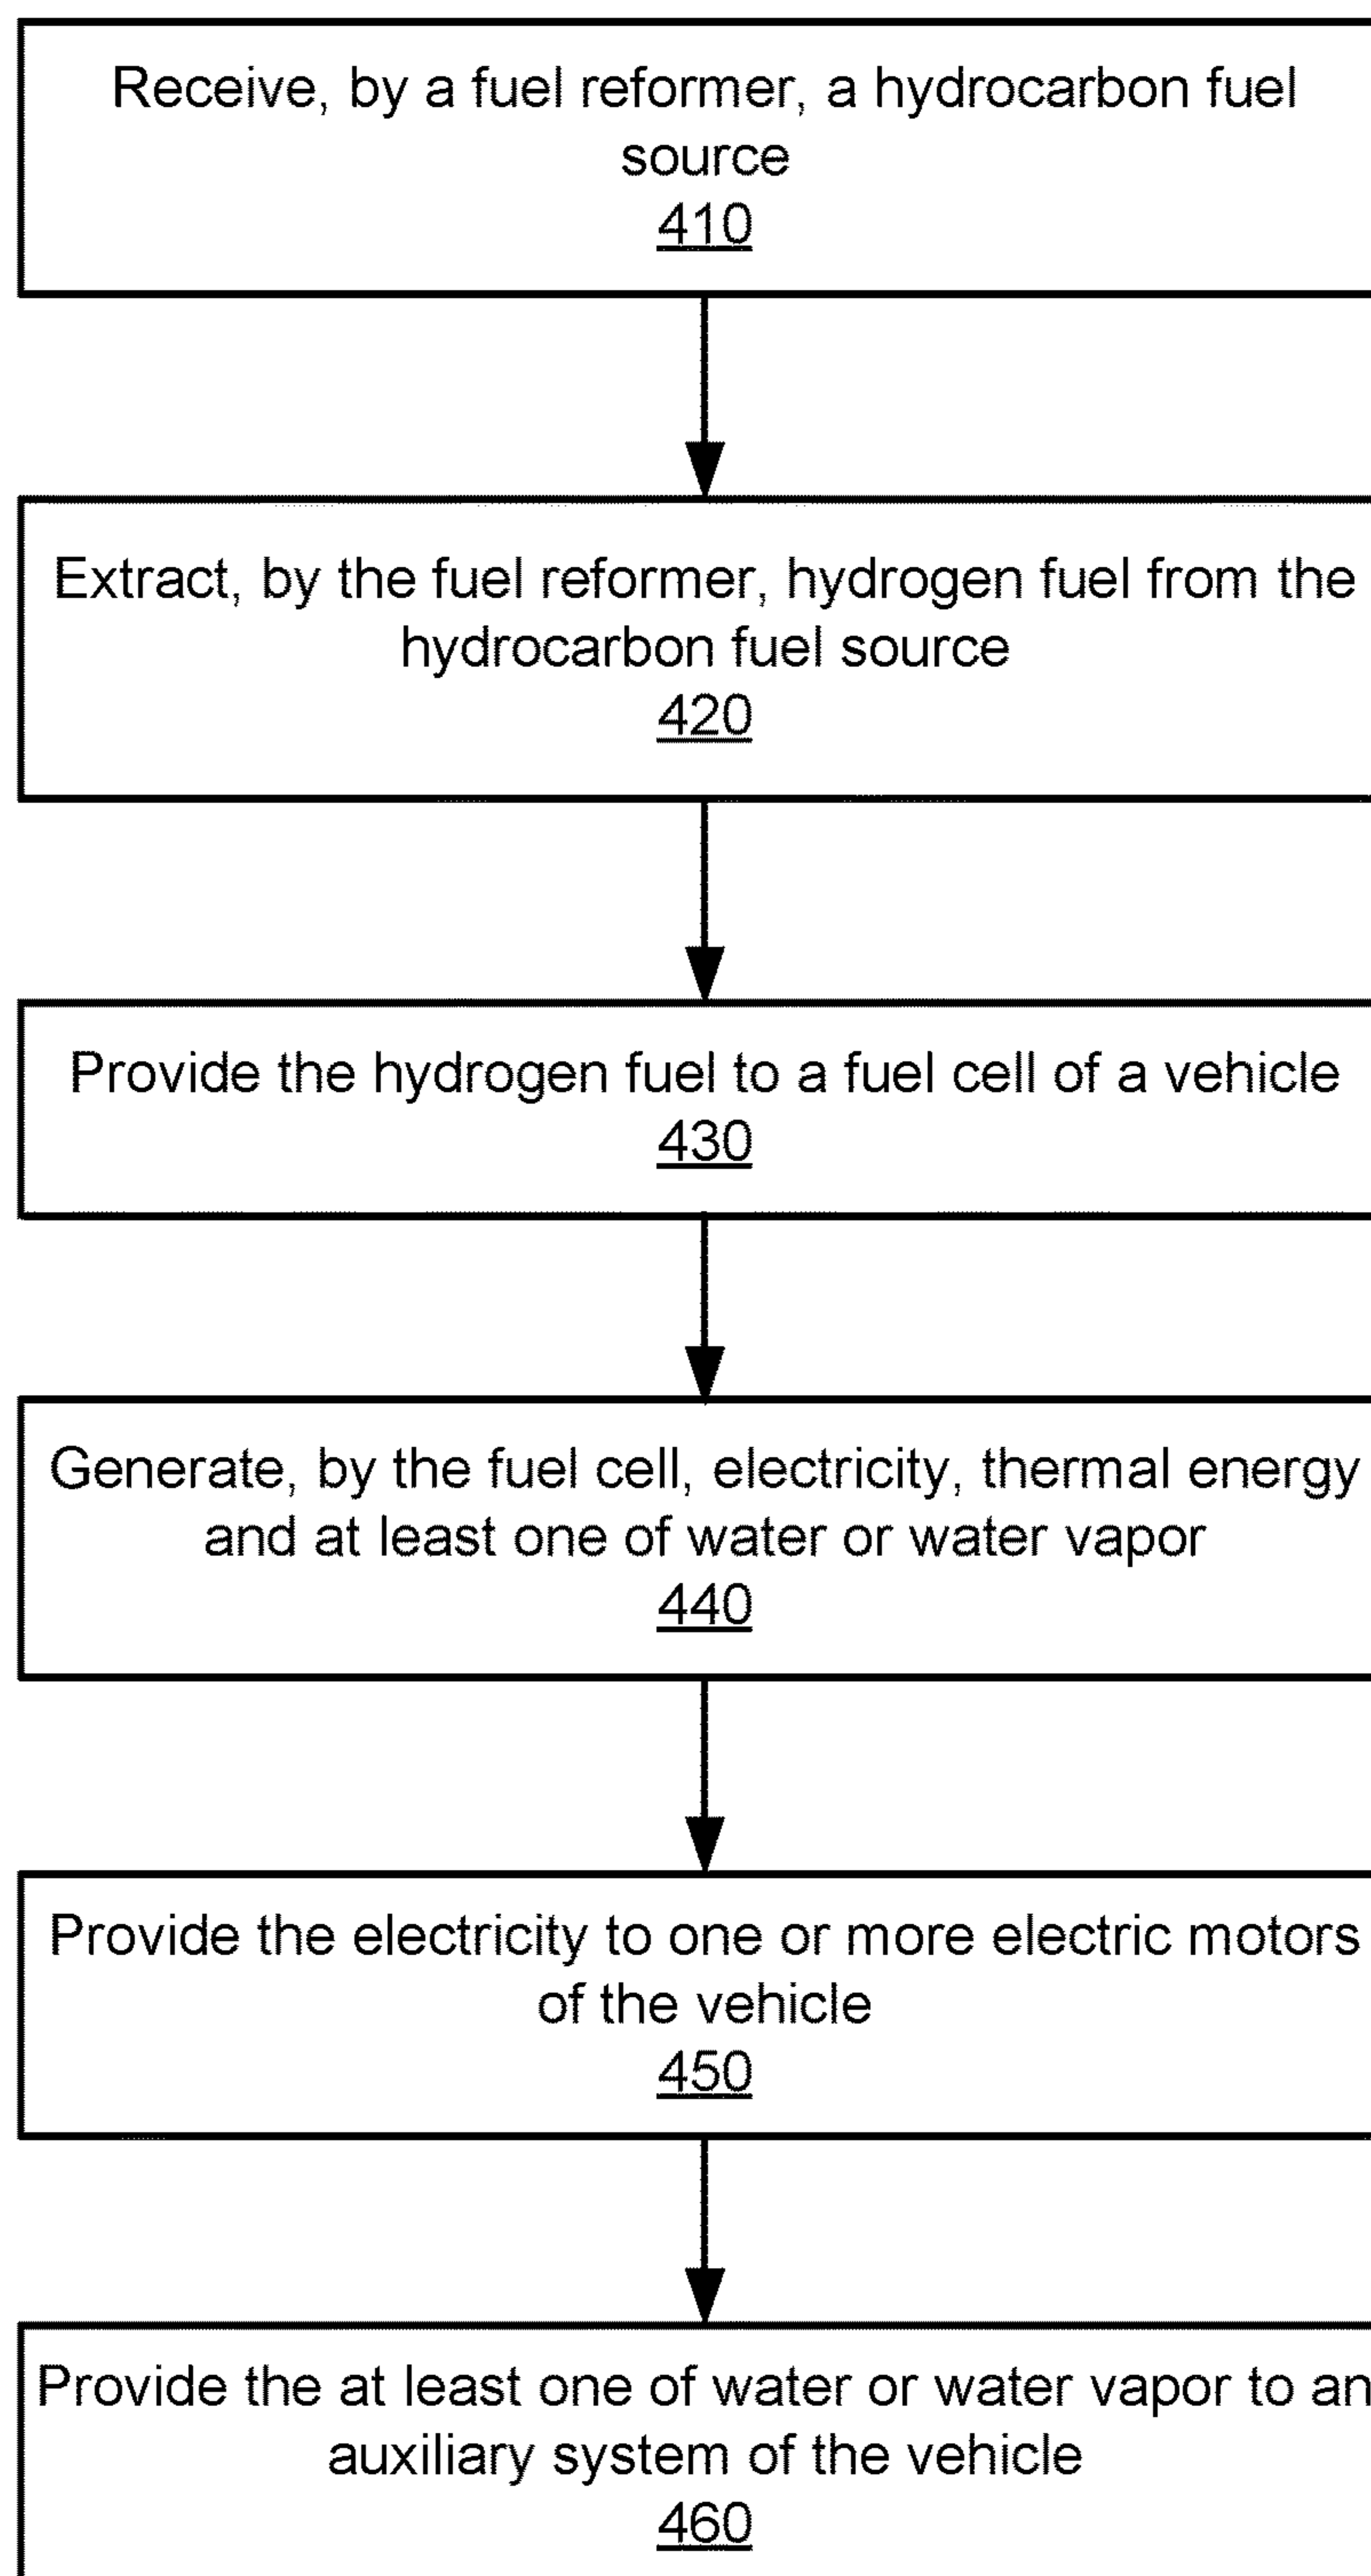 Receive, by a fuel reformer, a hydrocarbon fuel
source
410
Extract, by the fuel reformer, hydrogen fuel from the
hydrocarbon fuel source
420
Provide the hydrogen fuel to a fuel cell of a vehicle
430
Generate, by the fuel cell, electricity, thermal energy
and at least one of water or water vapor
440
Provide the electricity to one or more electric motors
of the vehicle
450
Provide the at least one of water or water vapor to an
auxiliary system of the vehicle
460